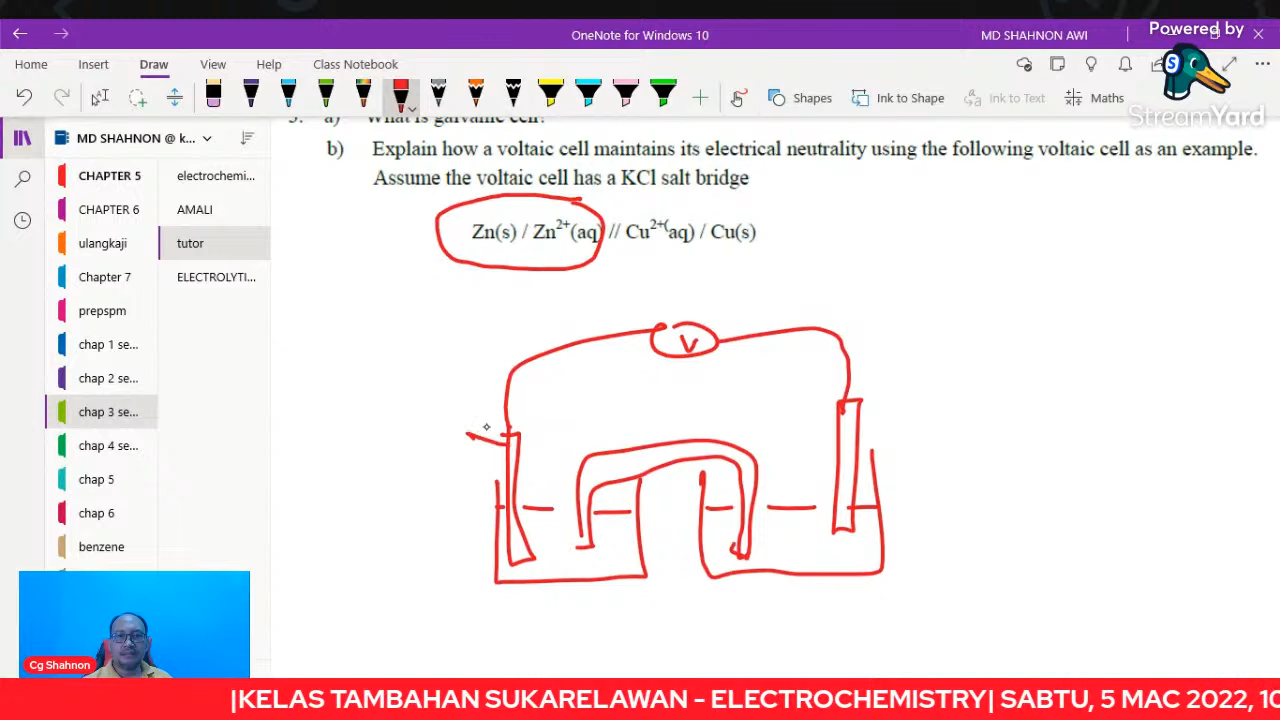 OneNote for Windows 10
MD SHAHNON AWI
Powered by
StreamYard
Home
Insert
Draw
View
Help
Class Notebook
Shapes
Ink to Shape
Ink to Text
Maths
MD SHAHNON @ k...
CHAPTER 5
CHAPTER 6
ulangkaji
Chapter 7
prepspm
chap 1 se...
chap 2 se...
chap 3 se...
chap 4 se...
chap 5
chap 6
benzene
electrochemi...
AMALI
tutor
ELECTROLYTI...
a) What is galvanic cell?
b) Explain how a voltaic cell maintains its electrical neutrality using the following voltaic cell as an example.
Assume the voltaic cell has a KCl salt bridge
Zn(s) / Zn2+(aq) // Cu2+(aq) / Cu(s)
V
Cg Shahnon
|KELAS TAMBAHAN SUKARELAWAN - ELECTROCHEMISTRY| SABTU, 5 MAC 2022, 10